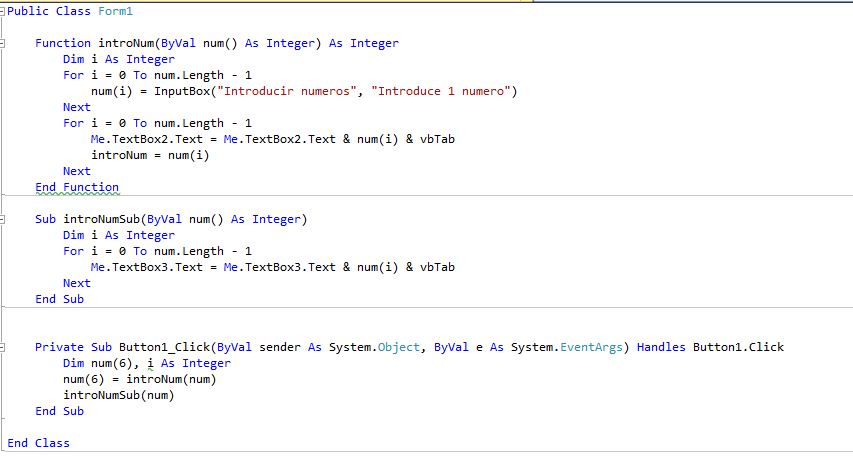 Public Class Form1
Function introNum(ByVal num() As Integer) As Integer
Dim i As Integer
For i = 0 To num.Length - 1
num(i) = InputBox("Introducir numeros", "Introduce 1 numero")
Next
For i = 0 To num.Length - 1
Me.TextBox2.Text = Me.TextBox2.Text & num(i) & vbTab
introNum = num(i)
Next
End Function
Sub introNumSub(ByVal num() As Integer)
Dim i As Integer
For i = 0 To num.Length - 1
Me.TextBox3.Text = Me.TextBox3.Text & num(i) & vbTab
Next
End Sub
Private Sub Button1_Click(ByVal sender As System.Object, ByVal e As System.EventArgs) Handles Button1.Click
Dim num(6), i As Integer
num(6) = introNum(num)
introNumSub(num)
End Sub
End Class